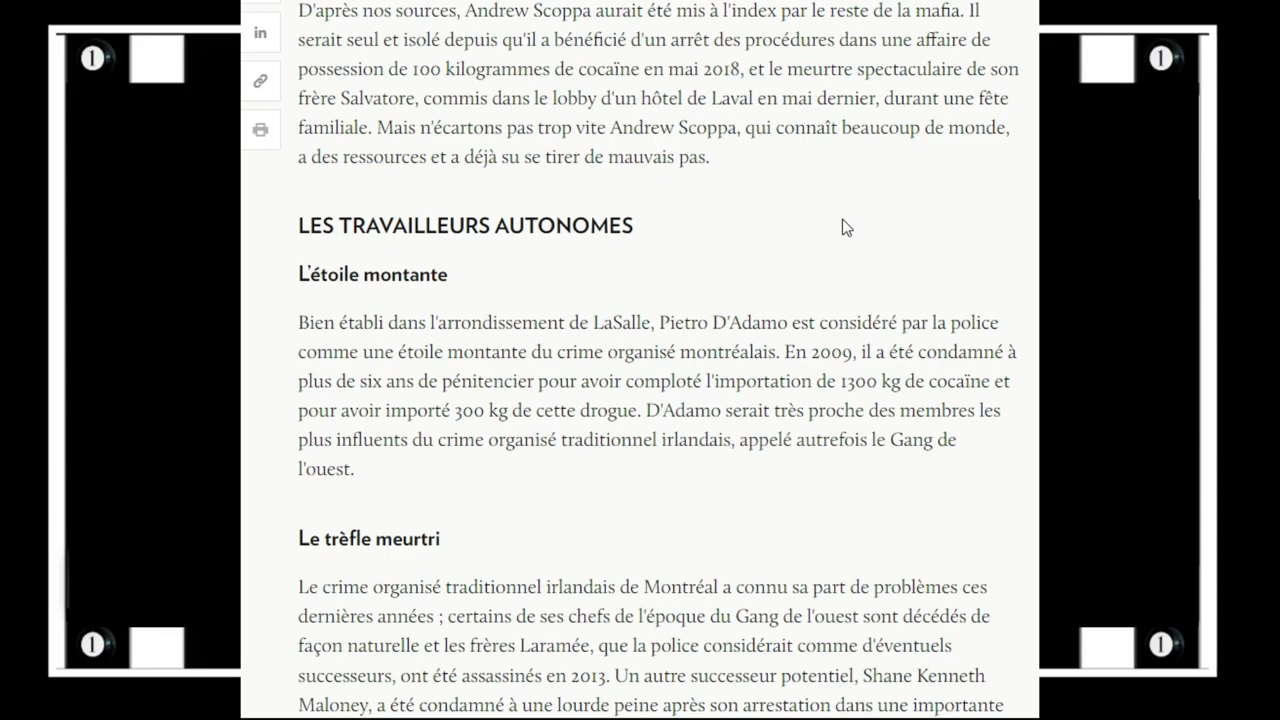 D'après nos sources, Andrew Scoppa aurait été mis à l'index par le reste de la mafia. Il
serait seul et isolé depuis qu'il a bénéficié d'un arrêt des procédures dans une affaire de
possession de 100 kilogrammes de cocaïne en mai 2018, et le meurtre spectaculaire de son
frère Salvatore, commis dans le lobby d'un hôtel de Laval en mai dernier, durant une fête
familiale. Mais n'écartons pas trop vite Andrew Scoppa, qui connaît beaucoup de monde,
a des ressources et a déjà su se tirer de mauvais pas.
LES TRAVAILLEURS AUTONOMES
L'étoile montante
Bien établi dans l'arrondissement de LaSalle, Pietro D'Adamo est considéré par la police
comme une étoile montante du crime organisé montréalais. En 2009, il a été condamné à
plus de six ans de pénitencier pour avoir comploté l'importation de 1300 kg de cocaïne et
pour avoir importé 300 kg de cette drogue. D'Adamo serait très proche des membres les
plus influents du crime organisé traditionnel irlandais, appelé autrefois le Gang de
l'ouest.
Le trèfle meurtri
Le crime organisé traditionnel irlandais de Montréal a connu sa part de problèmes ces
dernières années ; certains de ses chefs de l'époque du Gang de l'ouest sont décédés de
façon naturelle et les frères Laramée, que la police considérait comme d'éventuels
successeurs, ont été assassinés en 2013. Un autre successeur potentiel, Shane Kenneth
Maloney, a été condamné à une lourde peine après son arrestation dans une importante
in
1
1
1
1